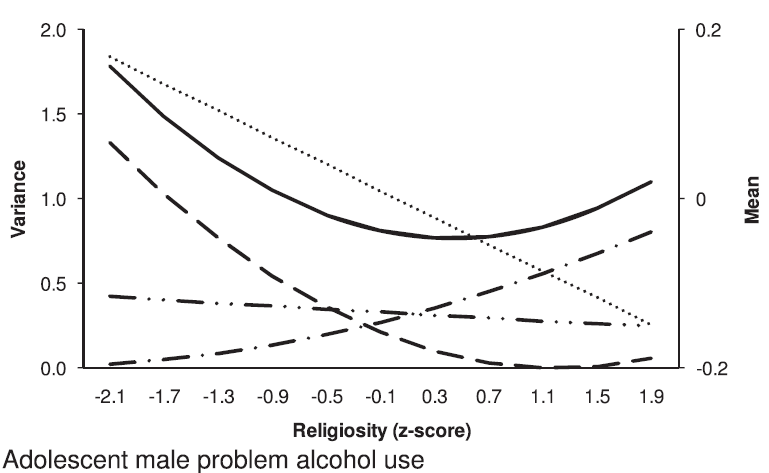 2.0 0.2
1.5
1.0 0
0.5
0.0 -0.2
Variance
Mean
-2.1 -1.7 -1.3 -0.9 -0.5 -0.1 0.3 0.7 1.1 1.5 1.9
Religiosity (z-score)
Adolescent male problem alcohol use